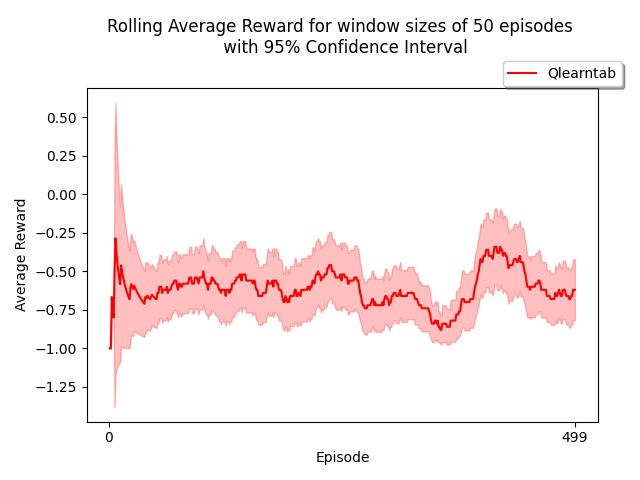 Rolling Average Reward for window sizes of 50 episodes
with 95% Confidence Interval
Qlearntab
0.50
0.25
0.00
−0.25
−0.50
−0.75
−1.00
−1.25
Average Reward
0
499
Episode